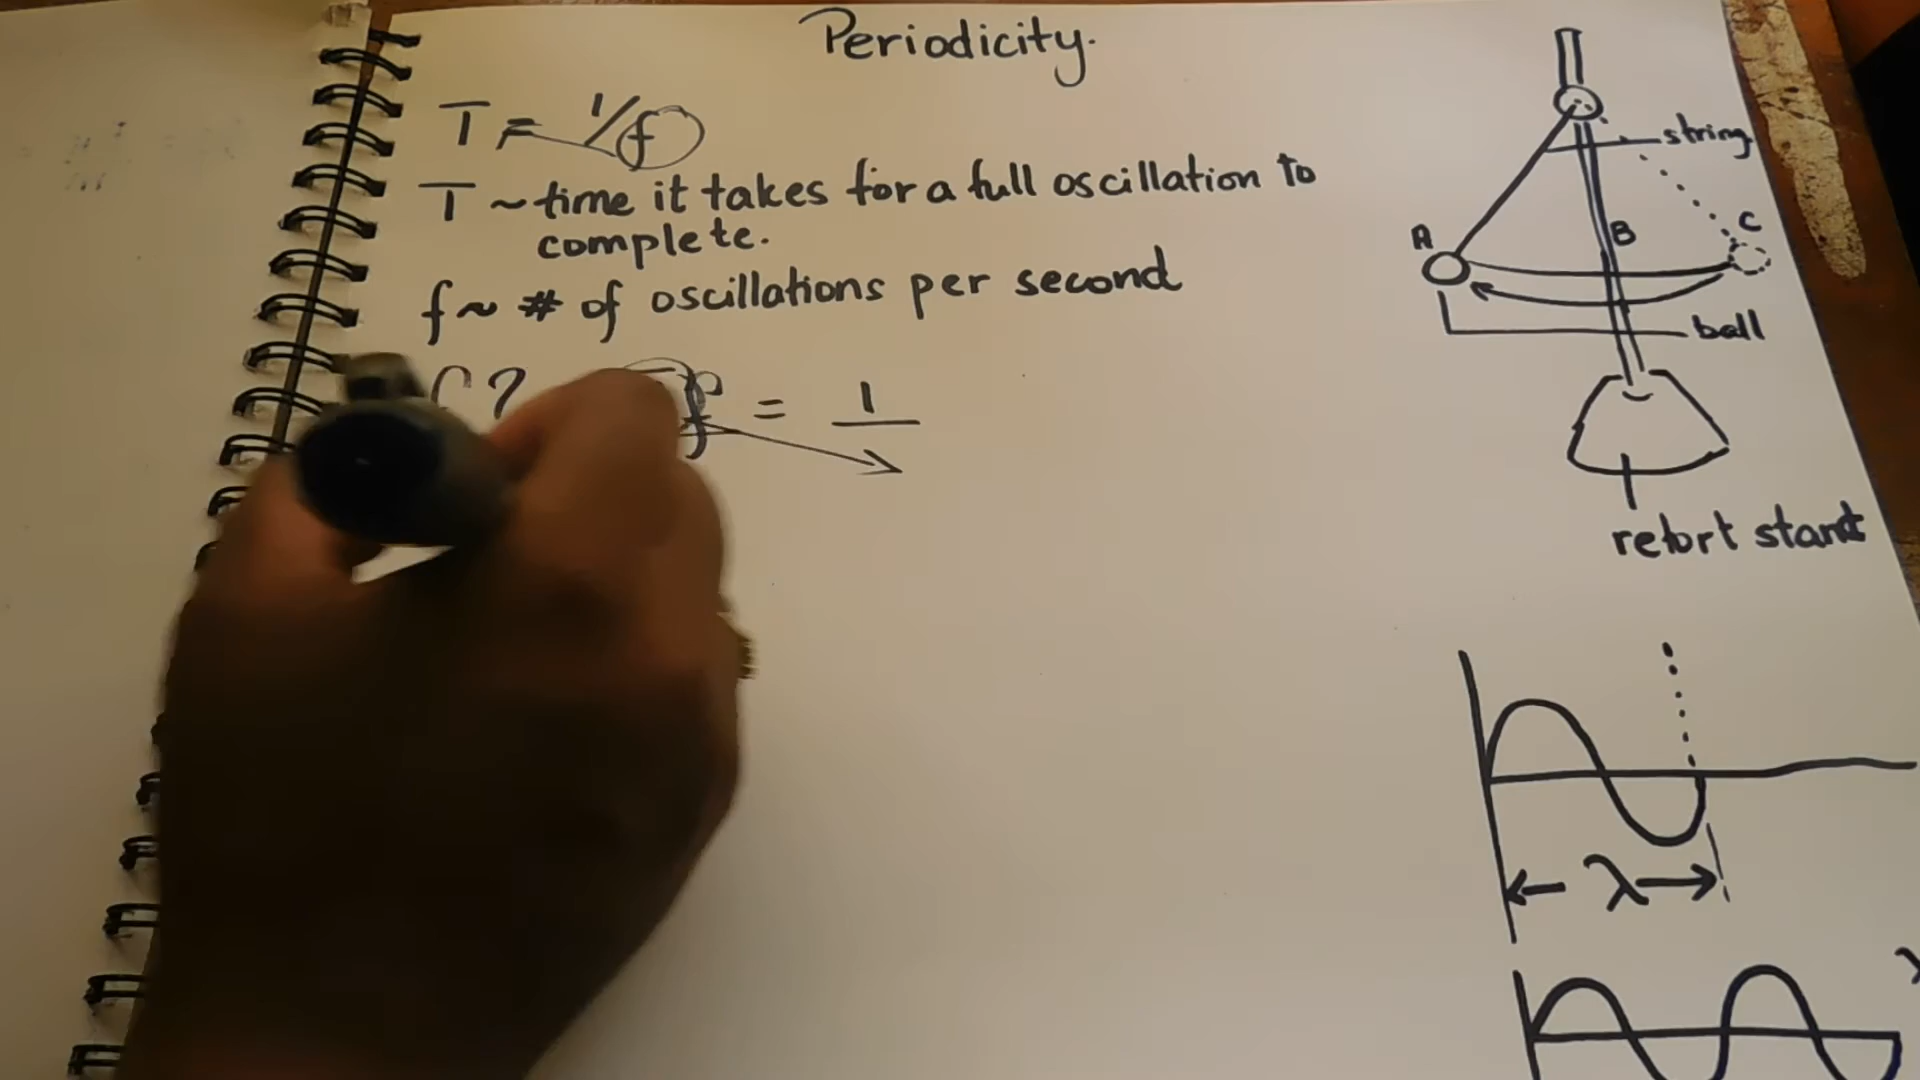 Periodicity.
T = 1/f
T ~ time it takes for a full oscillation to
complete.
f ~ # of oscillations per second
f = 1
string
A
B
C
ball
retort stand
λ